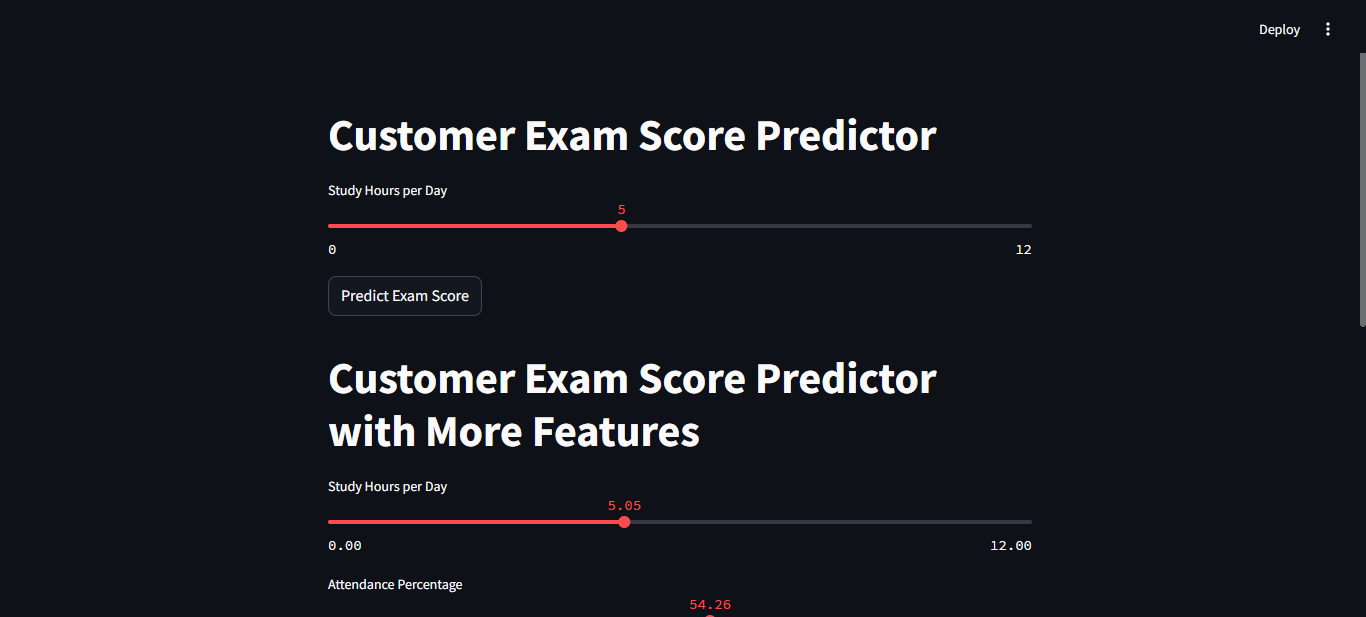 Deploy
Customer Exam Score Predictor
Study Hours per Day
5
0 12
Predict Exam Score
Customer Exam Score Predictor
with More Features
Study Hours per Day
5.05
0.00 12.00
Attendance Percentage
54.26